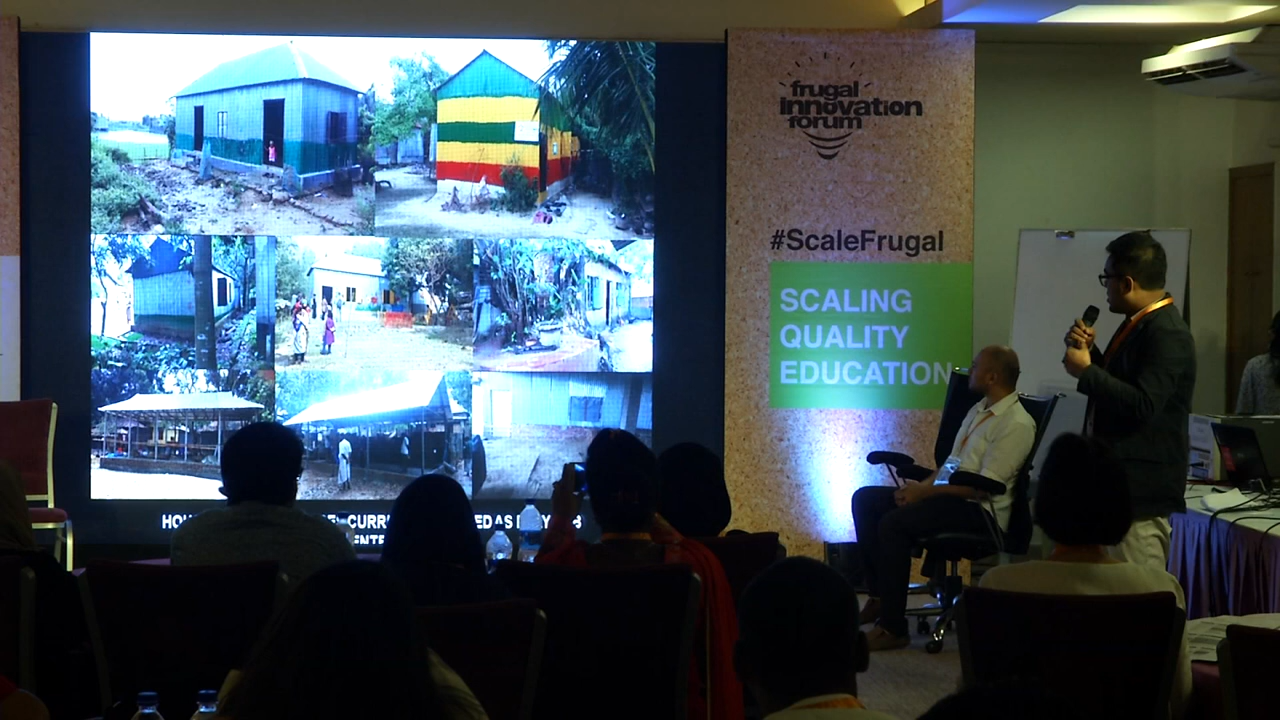 frugal
innovation
forum
#ScaleFrugal
SCALING
QUALITY
EDUCATION